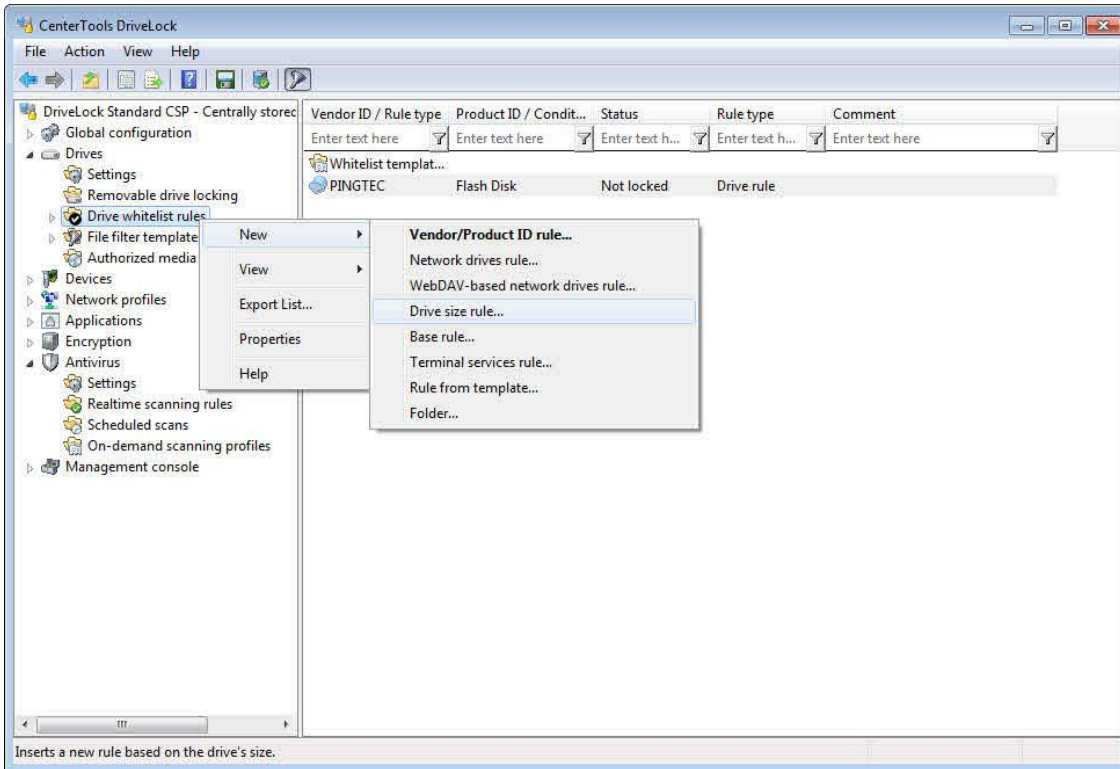 CenterTools DriveLock
File Action View Help
DriveLock Standard CSP - Centrally stored
Global configuration
Drives
Settings
Removable drive locking
Drive whitelist rules
File filter template
Authorized media
Devices
Network profiles
Applications
Encryption
Antivirus
Settings
Realtime scanning rules
Scheduled scans
On-demand scanning profiles
Management console
Vendor ID / Rule type Product ID / Condit... Status Rule type Comment
Enter text here Enter text here Enter text h... Enter text h... Enter text here
Whitelist templat...
PINGTEC Flash Disk Not locked Drive rule
New
View
Export List...
Properties
Help
Vendor/Product ID rule...
Network drives rule...
WebDAV-based network drives rule...
Drive size rule...
Base rule...
Terminal services rule...
Rule from template...
Folder...
Inserts a new rule based on the drive's size.